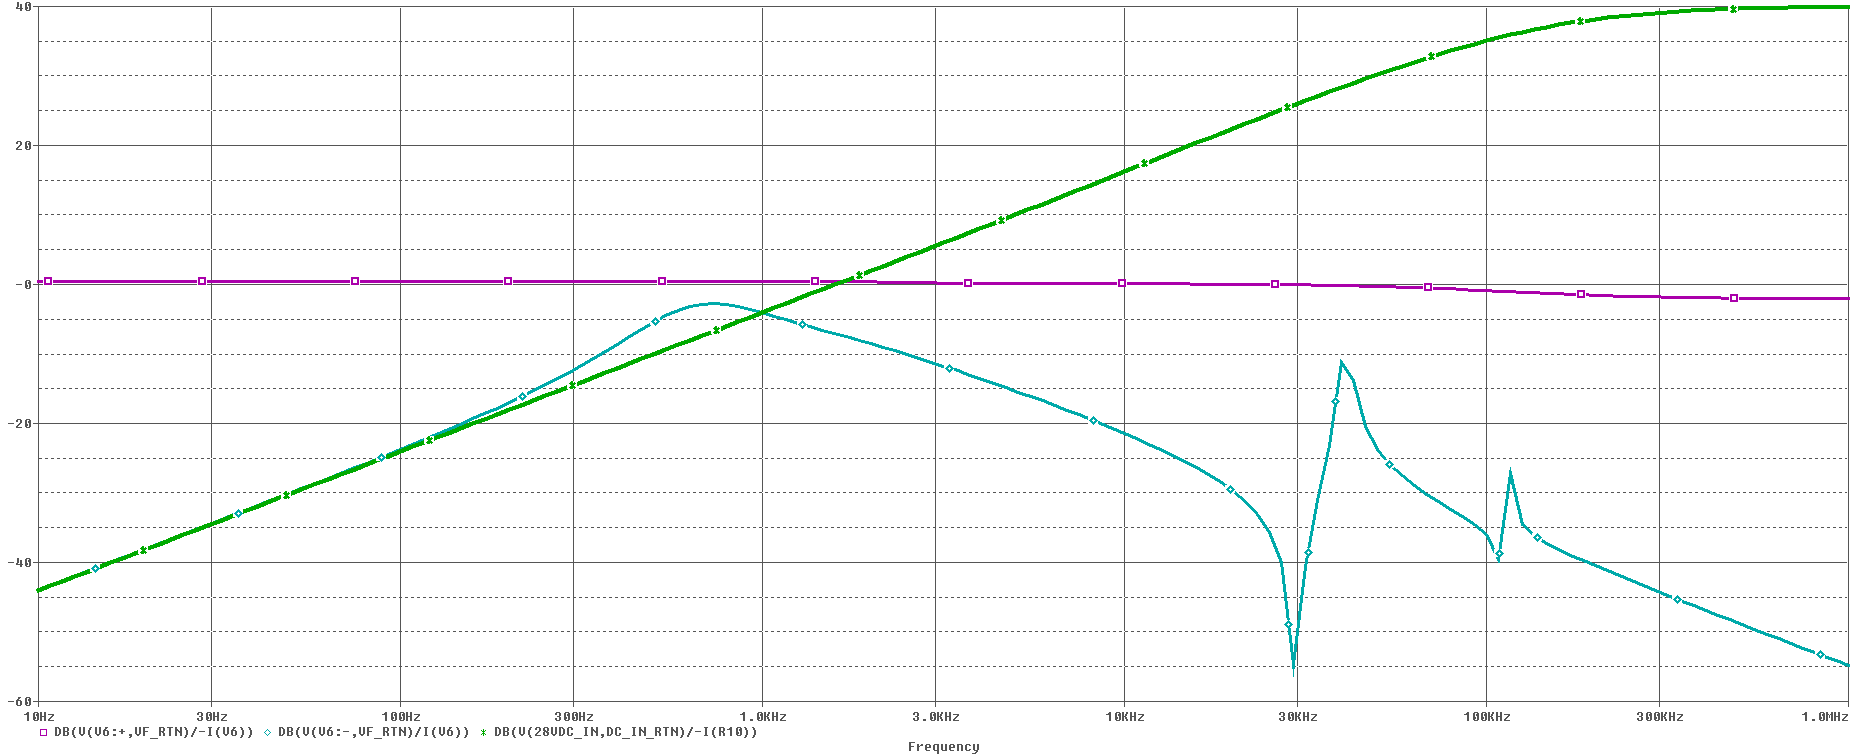 40
20
-0
-20
-40
-60
10Hz 30Hz 100Hz 300Hz 1.0KHz 3.0KHz 10KHz 30KHz 100KHz 300KHz 1.0MHz
DB(V(V6:+,VF_RTN)/-I(V6)) DB(V(V6:-,VF_RTN)/I(V6)) DB(V(28VDC_IN,DC_IN_RTN)/-I(R10))
Frequency